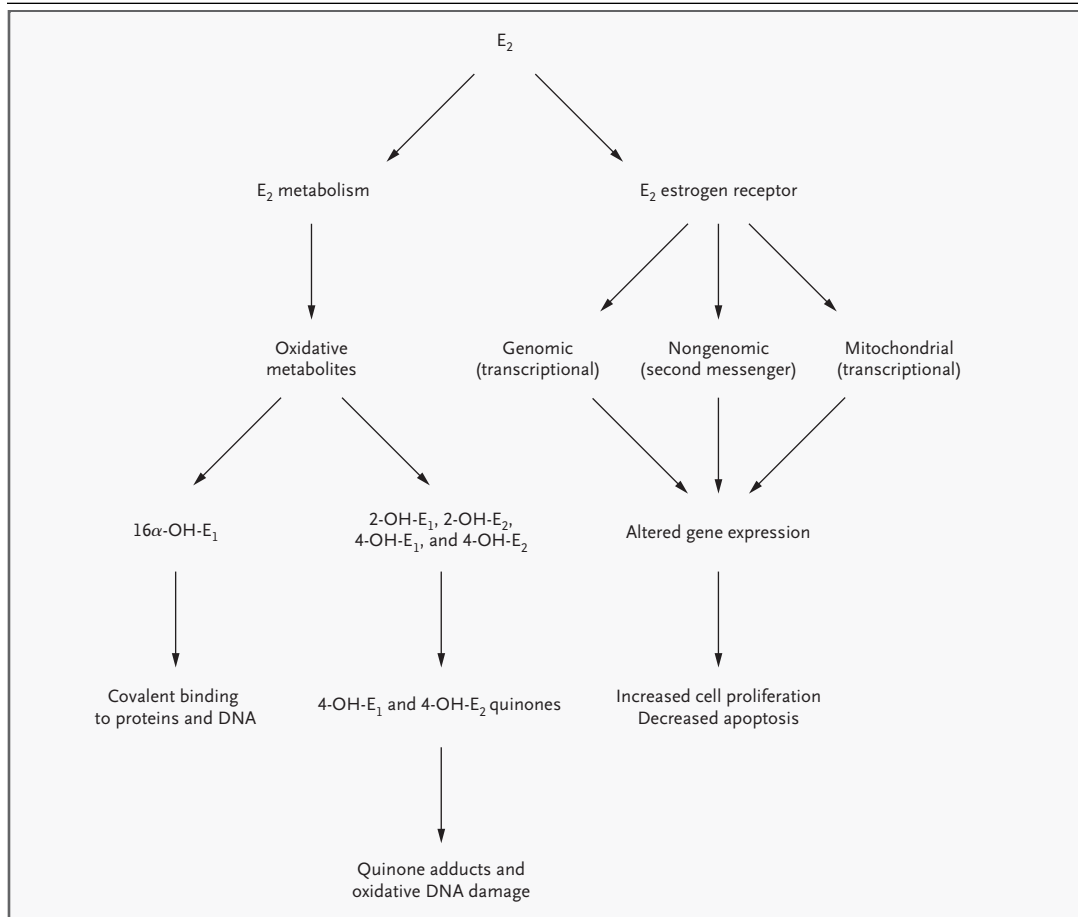 E2
E2 metabolism
E2 estrogen receptor
Oxidative
metabolites
Genomic
(transcriptional)
Nongenomic
(second messenger)
Mitochondrial
(transcriptional)
16α-OH-E1
2-OH-E1, 2-OH-E2,
4-OH-E1, and 4-OH-E2
Altered gene expression
Covalent binding
to proteins and DNA
4-OH-E1 and 4-OH-E2 quinones
Increased cell proliferation
Decreased apoptosis
Quinone adducts and
oxidative DNA damage